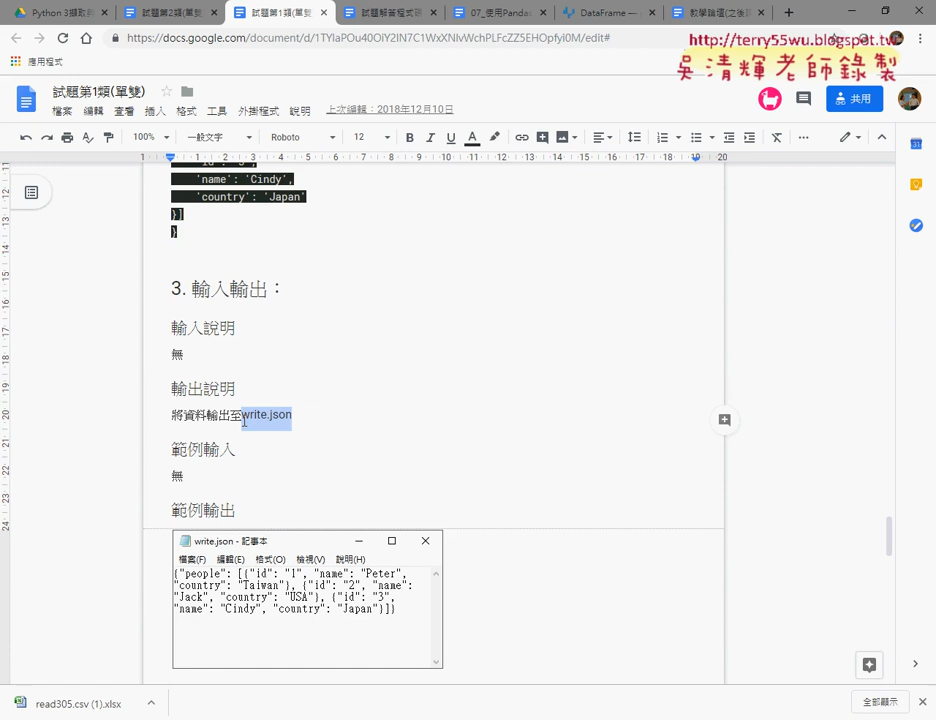 Python 3擷取與
試題第2類(單雙
試題第1類(單雙
試題解答程式碼
07_使用Panda
DataFrame —
教學論壇(之後請
https://docs.google.com/document/d/1TYlaPOu40OiY2IN7C1WxXNIvWchPLFcZZ5EHOpfyi0M/edit#
http://terry55wu.blogspot.tw
吳清輝老師錄製
應用程式
試題第1類(單雙)
檔案 編輯 查看 插入 格式 工具 外掛程式 說明 上次編輯：2018年12月10日
共用
100% 一般文字 Roboto 12
'name': 'Cindy',
'country': 'Japan'
}]
}
3. 輸入輸出：
輸入說明
無
輸出說明
將資料輸出至write.json
範例輸入
無
範例輸出
write.json - 記事本
檔案(F) 編輯(E) 格式(O) 檢視(V) 說明(H)
{"people": [{"id": "1", "name": "Peter",
"country": "Taiwan"}, {"id": "2", "name":
"Jack", "country": "USA"}, {"id": "3",
"name": "Cindy", "country": "Japan"}]}
read305.csv (1).xlsx
全部顯示